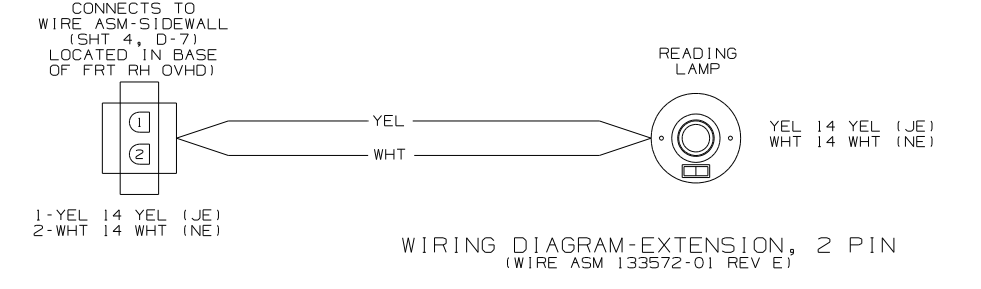 CONNECTS TO
WIRE ASM-SIDEWALL
(SHT 4, D-7)
LOCATED IN BASE
OF FRT RH OVHD)
1
2
1-YEL 14 YEL (JE)
2-WHT 14 WHT (NE)
YEL
WHT
READING
LAMP
YEL 14 YEL (JE)
WHT 14 WHT (NE)
WIRING DIAGRAM-EXTENSION, 2 PIN
(WIRE ASM 133572-01 REV E)